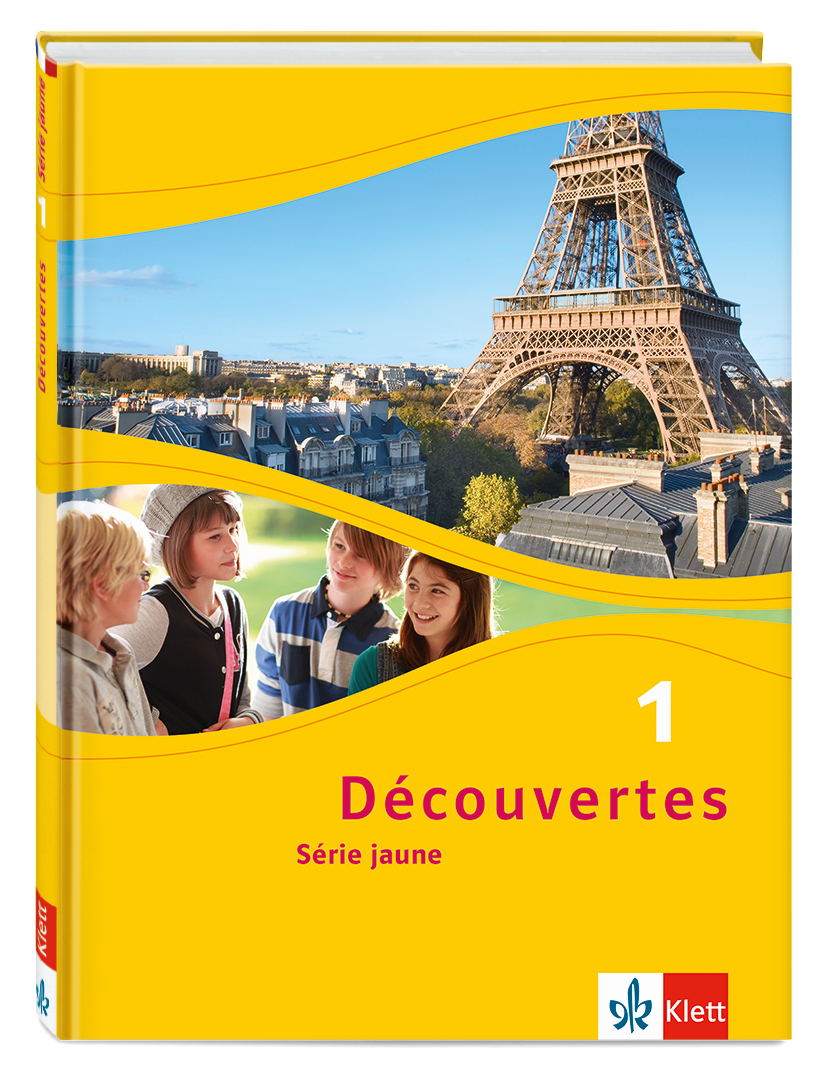 1
Découvertes
Série jaune
Klett
Série jaune
1
Découvertes
Klett